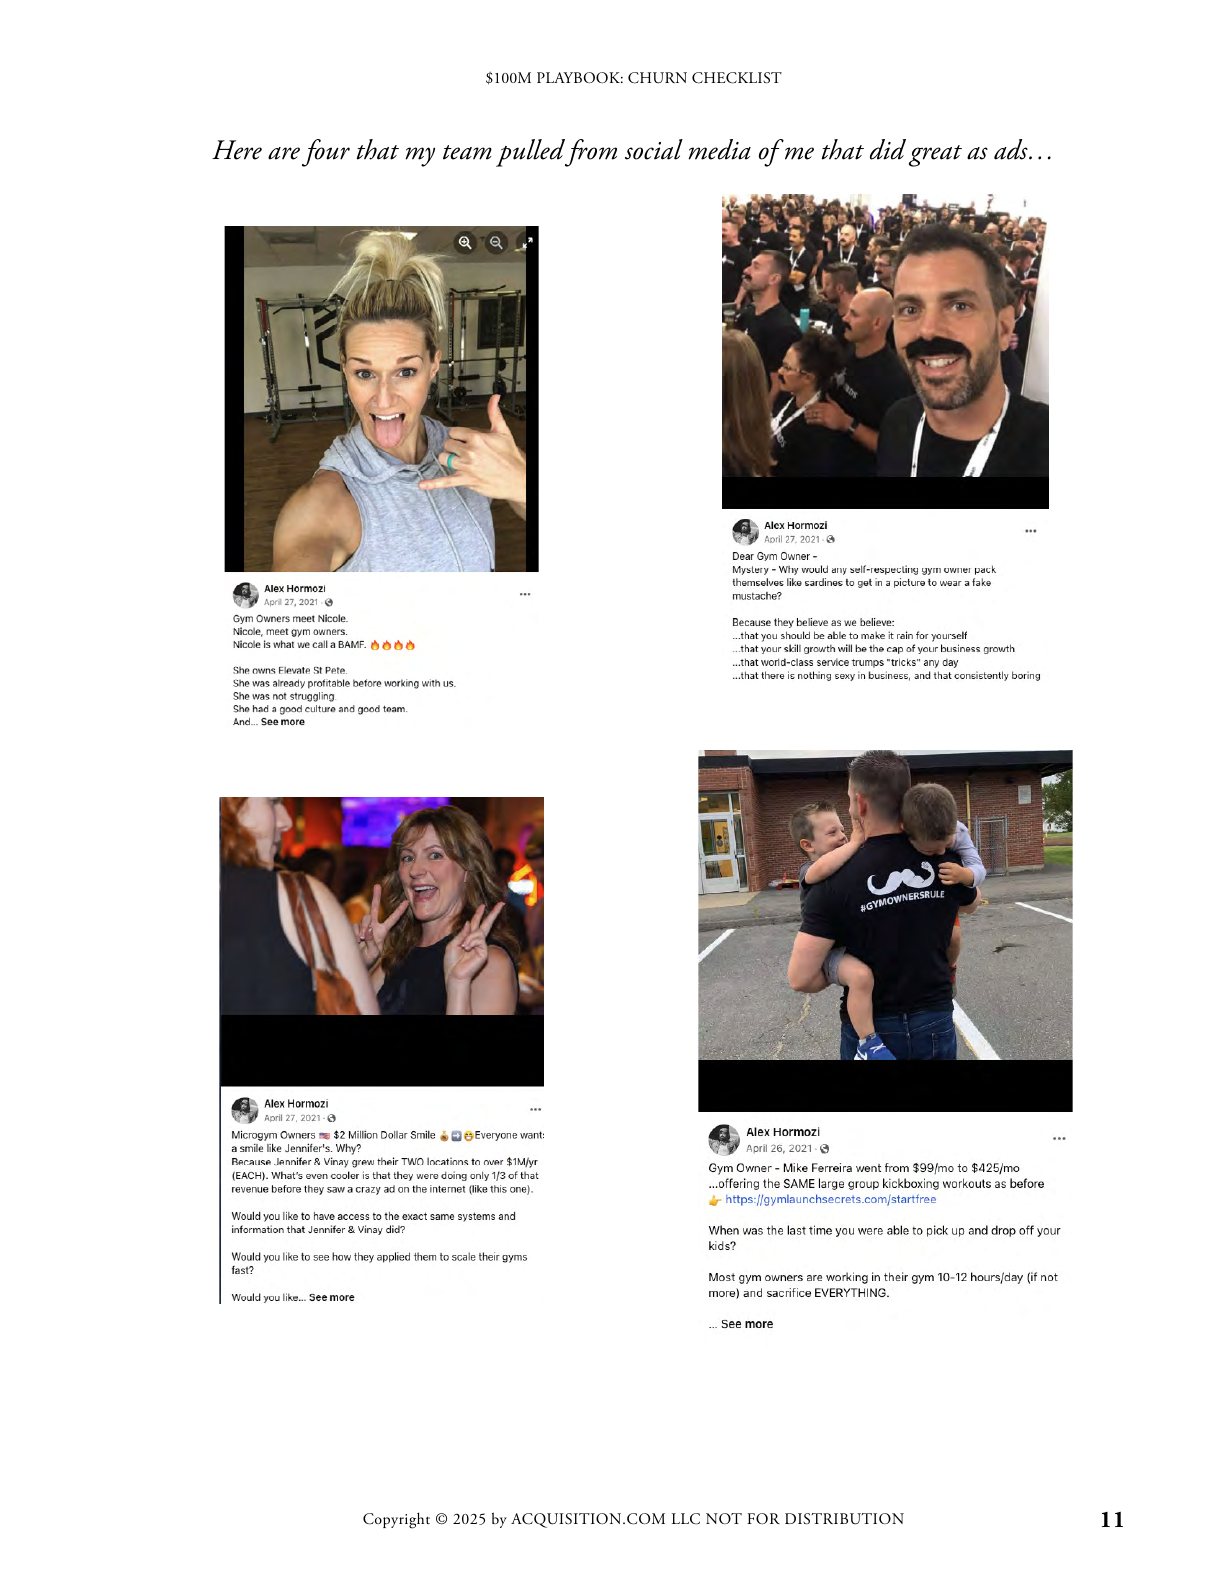 $100M PLAYBOOK: CHURN CHECKLIST
Here are four that my team pulled from social media of me that did great as ads…
Alex Hormozi
April 27, 2021 ·
Gym Owners meet Nicole.
Nicole, meet gym owners.
Nicole is what we call a BAMF. 🔥🔥🔥🔥
She owns Elevate St Pete.
She was already profitable before working with us.
She was not struggling.
She had a good culture and good team.
And... See more
Alex Hormozi
April 27, 2021 ·
Dear Gym Owner -
Mystery - Why would any self-respecting gym owner pack
themselves like sardines to get in a picture to wear a fake
mustache?
Because they believe as we believe:
...that you should be able to make it rain for yourself
...that your skill growth will be the cap of your business growth
...that world-class service trumps "tricks" any day
...that there is nothing sexy in business, and that consistently boring
Alex Hormozi
April 27, 2021 ·
Microgym Owners 🇺🇸 $2 Million Dollar Smile 💰➡️😁Everyone wants
a smile like Jennifer's. Why?
Because Jennifer & Vinay grew their TWO locations to over $1M/yr
(EACH). What's even cooler is that they were doing only 1/3 of that
revenue before they saw a crazy ad on the internet (like this one).
Would you like to have access to the exact same systems and
information that Jennifer & Vinay did?
Would you like to see how they applied them to scale their gyms
fast?
Would you like... See more
#GYMOWNERSRULE
Alex Hormozi
April 26, 2021 ·
Gym Owner - Mike Ferreira went from $99/mo to $425/mo
...offering the SAME large group kickboxing workouts as before
👉 https://gymlaunchsecrets.com/startfree
When was the last time you were able to pick up and drop off your
kids?
Most gym owners are working in their gym 10-12 hours/day (if not
more) and sacrifice EVERYTHING.
... See more
Copyright © 2025 by ACQUISITION.COM LLC NOT FOR DISTRIBUTION
11